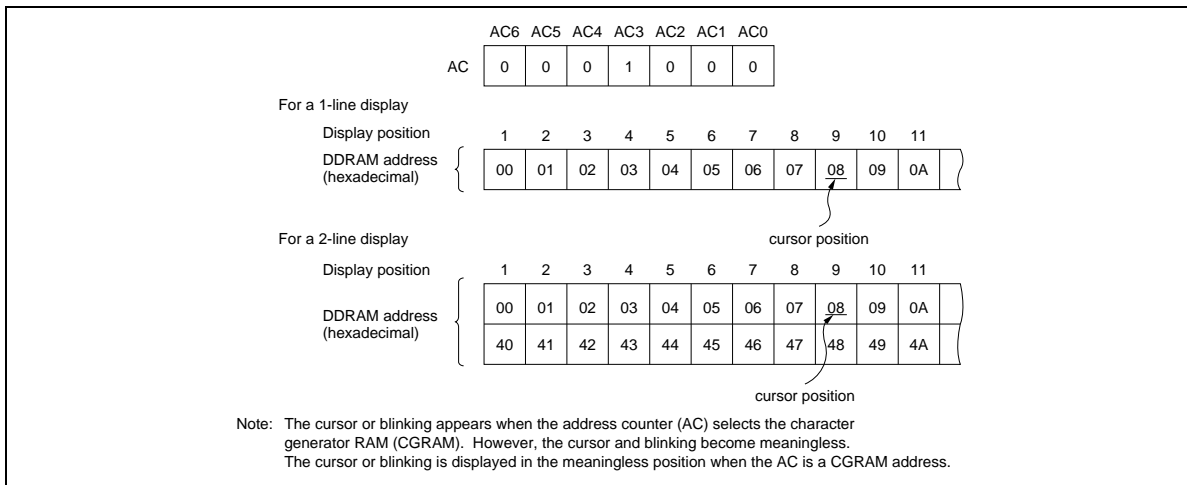 AC6 AC5 AC4 AC3 AC2 AC1 AC0
AC 0 0 0 1 0 0 0
For a 1-line display
Display position 1 2 3 4 5 6 7 8 9 10 11
DDRAM address
(hexadecimal)
00 01 02 03 04 05 06 07 08 09 0A
cursor position
For a 2-line display
Display position 1 2 3 4 5 6 7 8 9 10 11
DDRAM address
(hexadecimal)
00 01 02 03 04 05 06 07 08 09 0A
40 41 42 43 44 45 46 47 48 49 4A
cursor position
Note: The cursor or blinking appears when the address counter (AC) selects the character
generator RAM (CGRAM). However, the cursor and blinking become meaningless.
The cursor or blinking is displayed in the meaningless position when the AC is a CGRAM address.